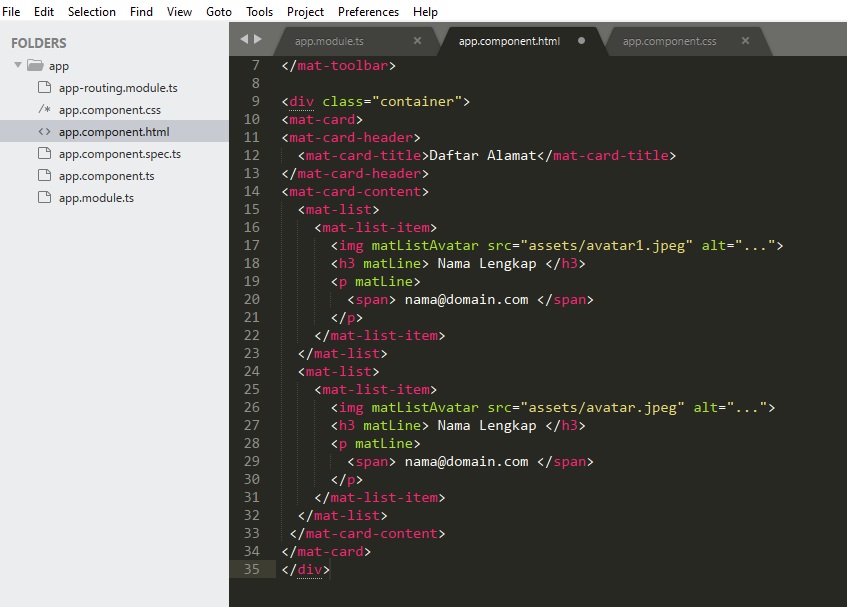 File Edit Selection Find View Goto Tools Project Preferences Help
FOLDERS
app
app-routing.module.ts
/* app.component.css
<> app.component.html
app.component.spec.ts
app.component.ts
app.module.ts
app.module.ts × app.component.html app.component.css ×
7 </mat-toolbar>
8
9 <div class="container">
10 <mat-card>
11 <mat-card-header>
12 <mat-card-title>Daftar Alamat</mat-card-title>
13 </mat-card-header>
14 <mat-card-content>
15 <mat-list>
16 <mat-list-item>
17 <img matListAvatar src="assets/avatar1.jpeg" alt="...">
18 <h3 matLine> Nama Lengkap </h3>
19 <p matLine>
20 <span> nama@domain.com </span>
21 </p>
22 </mat-list-item>
23 </mat-list>
24 <mat-list>
25 <mat-list-item>
26 <img matListAvatar src="assets/avatar.jpeg" alt="...">
27 <h3 matLine> Nama Lengkap </h3>
28 <p matLine>
29 <span> nama@domain.com </span>
30 </p>
31 </mat-list-item>
32 </mat-list>
33 </mat-card-content>
34 </mat-card>
35 </div>